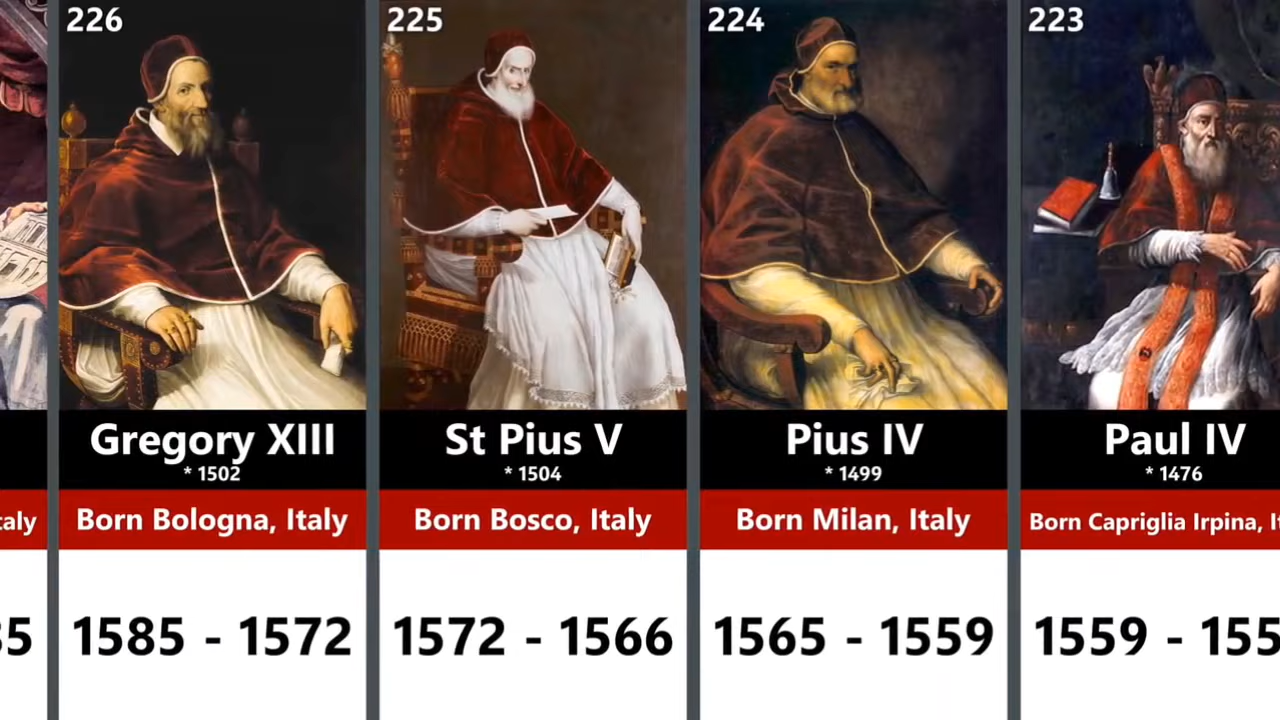 226
Gregory XIII
* 1502
Born Bologna, Italy
1585 - 1572
225
St Pius V
* 1504
Born Bosco, Italy
1572 - 1566
224
Pius IV
* 1499
Born Milan, Italy
1565 - 1559
223
Paul IV
* 1476
Born Capriglia Irpina,
1559 -